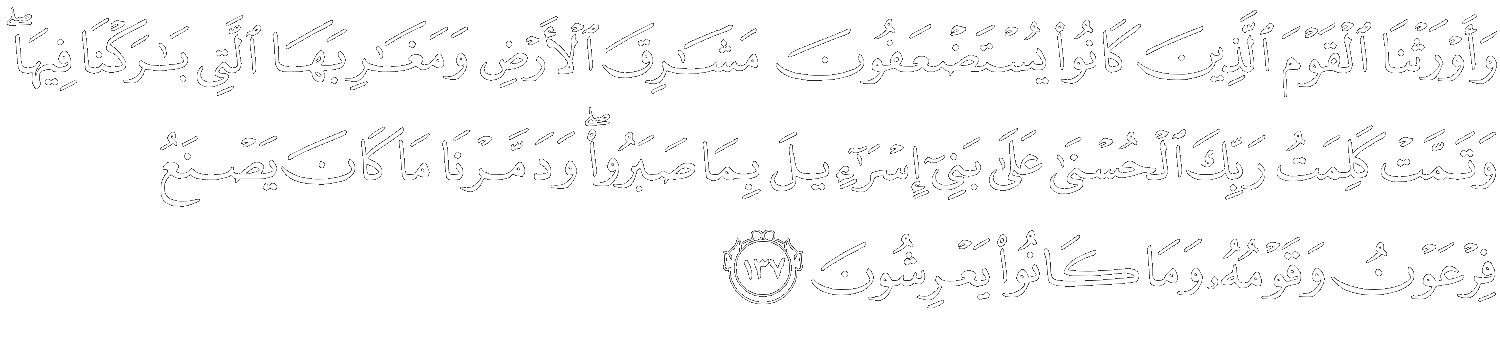 وَأَوْرَثْنَا ٱلْقَوْمَ ٱلَّذِينَ كَانُوا۟ يُسْتَضْعَفُونَ مَشَـٰرِقَ ٱلْأَرْضِ وَمَغَـٰرِبَهَا ٱلَّتِى بَـٰرَكْنَا فِيهَا ۖ
وَتَمَّتْ كَلِمَتُ رَبِّكَ ٱلْحُسْنَىٰ عَلَىٰ بَنِىٓ إِسْرَٰٓءِيلَ بِمَا صَبَرُوا۟ ۖ وَدَمَّرْنَا مَا كَانَ يَصْنَعُ
فِرْعَوْنُ وَقَوْمُهُۥ وَمَا كَانُوا۟ يَعْرِشُونَ ١٣٧